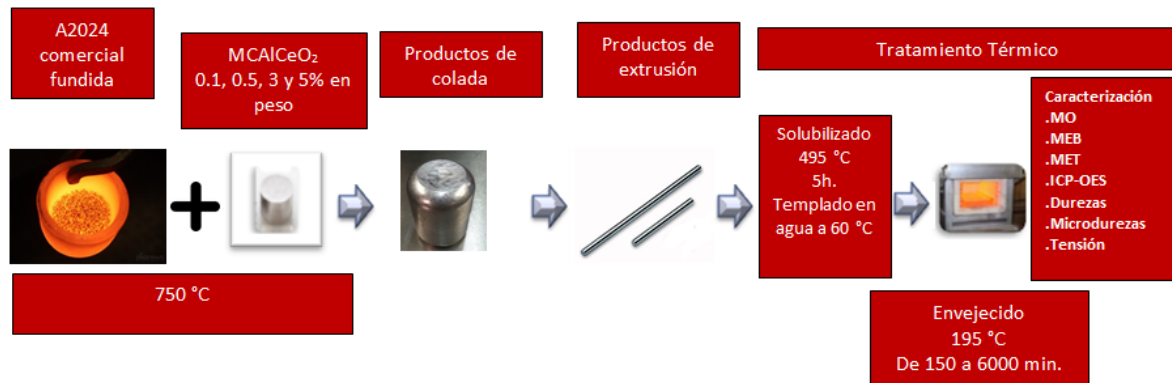 A2024
comercial
fundida
MCAlCeO₂
0.1, 0.5, 3 y 5% en
peso
Productos de
colada
Productos de
extrusión
Tratamiento Térmico
750 °C
Solubilizado
495 °C
5h.
Templado en
agua a 60 °C
Caracterización
.MO
.MEB
.MET
.ICP-OES
.Durezas
.Microdurezas
.Tensión
Envejecido
195 °C
De 150 a 6000 min.